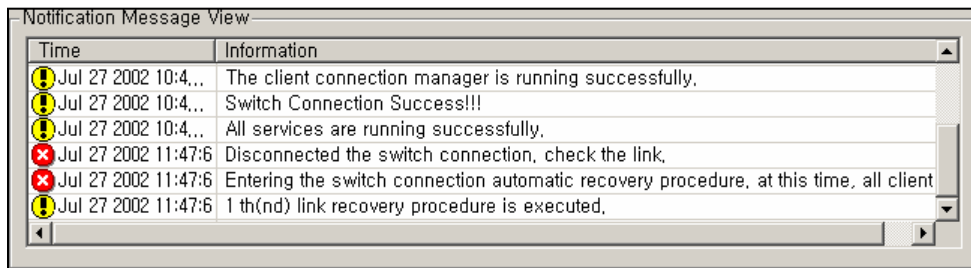 Notification Message View
Time Information
Jul 27 2002 10:4... The client connection manager is running successfully,
Jul 27 2002 10:4... Switch Connection Success!!!
Jul 27 2002 10:4... All services are running successfully,
Jul 27 2002 11:47:6 Disconnected the switch connection, check the link,
Jul 27 2002 11:47:6 Entering the switch connection automatic recovery procedure, at this time, all client
Jul 27 2002 11:47:6 1 th(nd) link recovery procedure is executed,